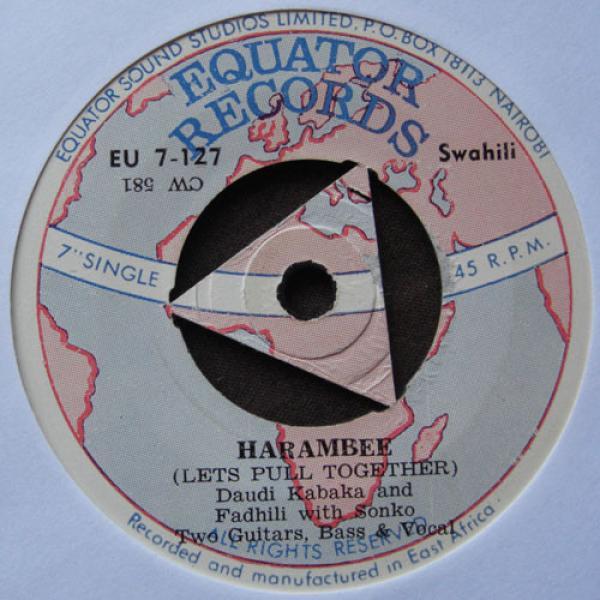 EQUATOR SOUND STUDIOS LIMITED, P.O. BOX 18113 NAIROBI
EQUATOR
RECORDS
EU 7-127
Swahili
CW 581
7" SINGLE
45 R.P.M.
HARAMBEE
(LETS PULL TOGETHER)
Daudi Kabaka and
Fadhili with Sonko
Two Guitars, Bass & Vocal
ALL RIGHTS RESERVED
Recorded and manufactured in East Africa.